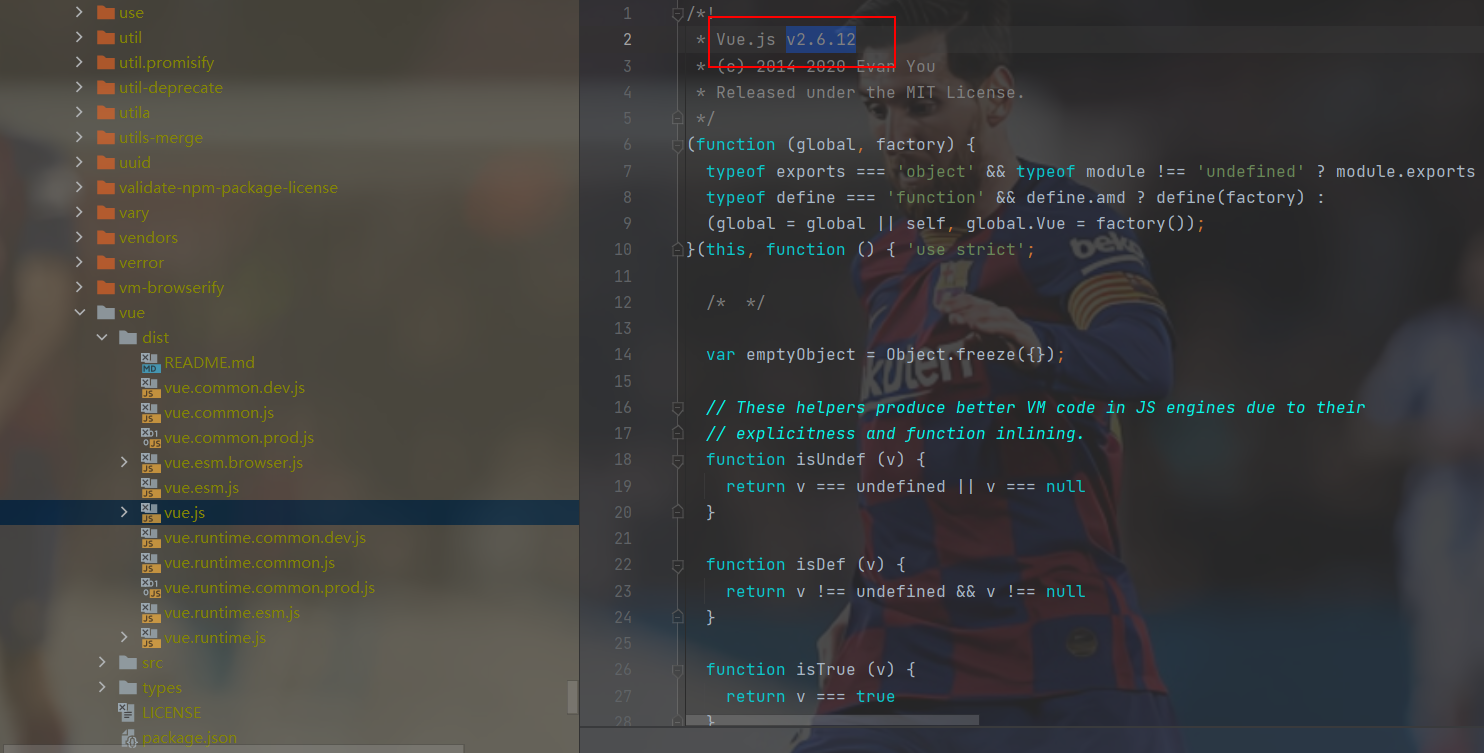 use
util
util.promisify
util-deprecate
utila
utils-merge
uuid
validate-npm-package-license
vary
vendors
verror
vm-browserify
vue
dist
README.md
vue.common.dev.js
vue.common.js
vue.common.prod.js
vue.esm.browser.js
vue.esm.js
vue.js
vue.runtime.common.dev.js
vue.runtime.common.js
vue.runtime.common.prod.js
vue.runtime.esm.js
vue.runtime.js
src
types
LICENSE
package.json
1 /*!
2 * Vue.js v2.6.12
3 * (c) 2014-2020 Evan You
4 * Released under the MIT License.
5 */
6 (function (global, factory) {
7 typeof exports === 'object' && typeof module !== 'undefined' ? module.exports
8 typeof define === 'function' && define.amd ? define(factory) :
9 (global = global || self, global.Vue = factory());
10 }(this, function () { 'use strict';
11
12 /*  */
13
14 var emptyObject = Object.freeze({});
15
16 // These helpers produce better VM code in JS engines due to their
17 // explicitness and function inlining.
18 function isUndef (v) {
19 return v === undefined || v === null
20 }
21
22 function isDef (v) {
23 return v !== undefined && v !== null
24 }
25
26 function isTrue (v) {
27 return v === true
28 }
beko